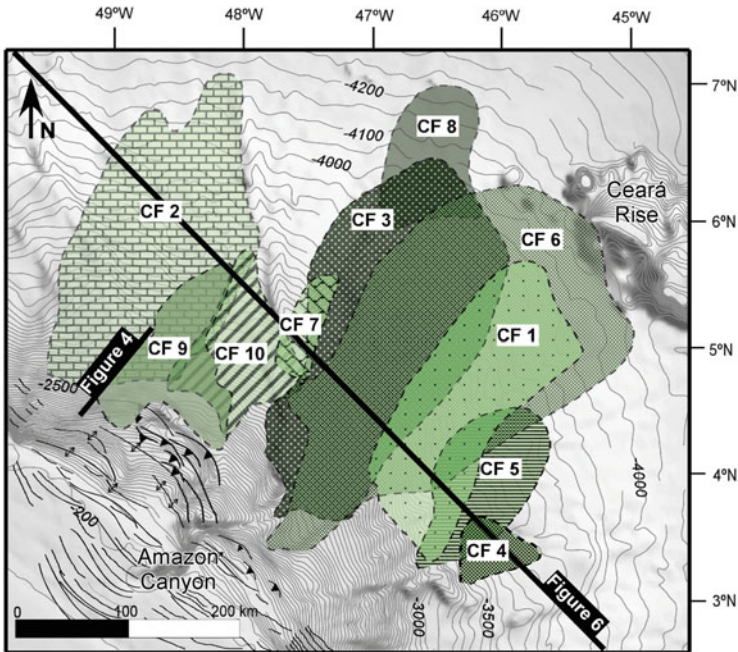 49ºW
48ºW
47ºW
46ºW
45ºW
7ºN
6ºN
5ºN
4ºN
3ºN
N
-4200
-4100
-4000
CF 8
Ceará
Rise
CF 2
CF 3
CF 6
CF 7
CF 1
CF 9
CF 10
Figure 4
-2500
CF 5
-4000
-200
CF 4
Amazon
Canyon
Figure 6
-3000
-3500
0
100
200 km